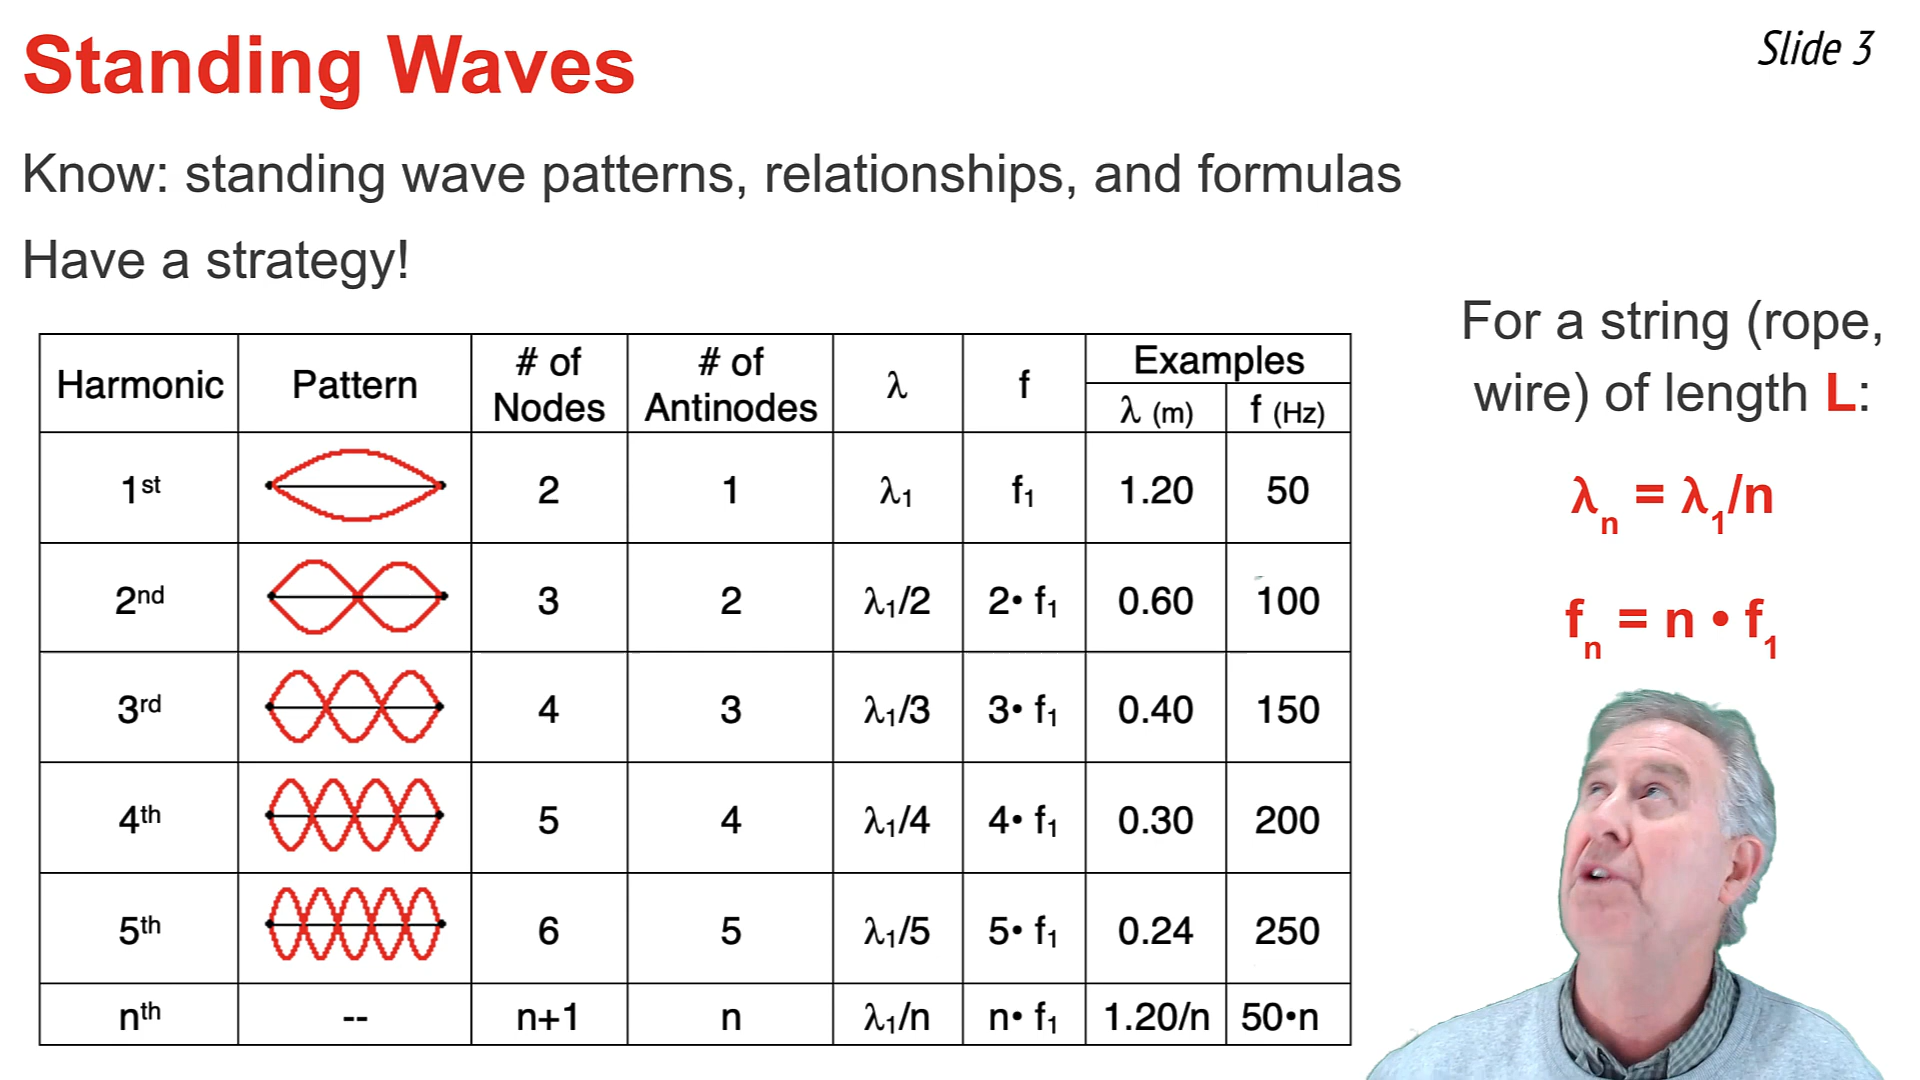 Standing Waves
Slide 3
Know: standing wave patterns, relationships, and formulas
Have a strategy!
For a string (rope,
wire) of length L:
λₙ = λ₁/n
fₙ = n • f₁
Harmonic Pattern # of Nodes # of Antinodes λ f Examples
λ (m) f (Hz)
1st 2 1 λ₁ f₁ 1.20 50
2nd 3 2 λ₁/2 2• f₁ 0.60 100
3rd 4 3 λ₁/3 3• f₁ 0.40 150
4th 5 4 λ₁/4 4• f₁ 0.30 200
5th 6 5 λ₁/5 5• f₁ 0.24 250
nth -- n+1 n λ₁/n n• f₁ 1.20/n 50•n